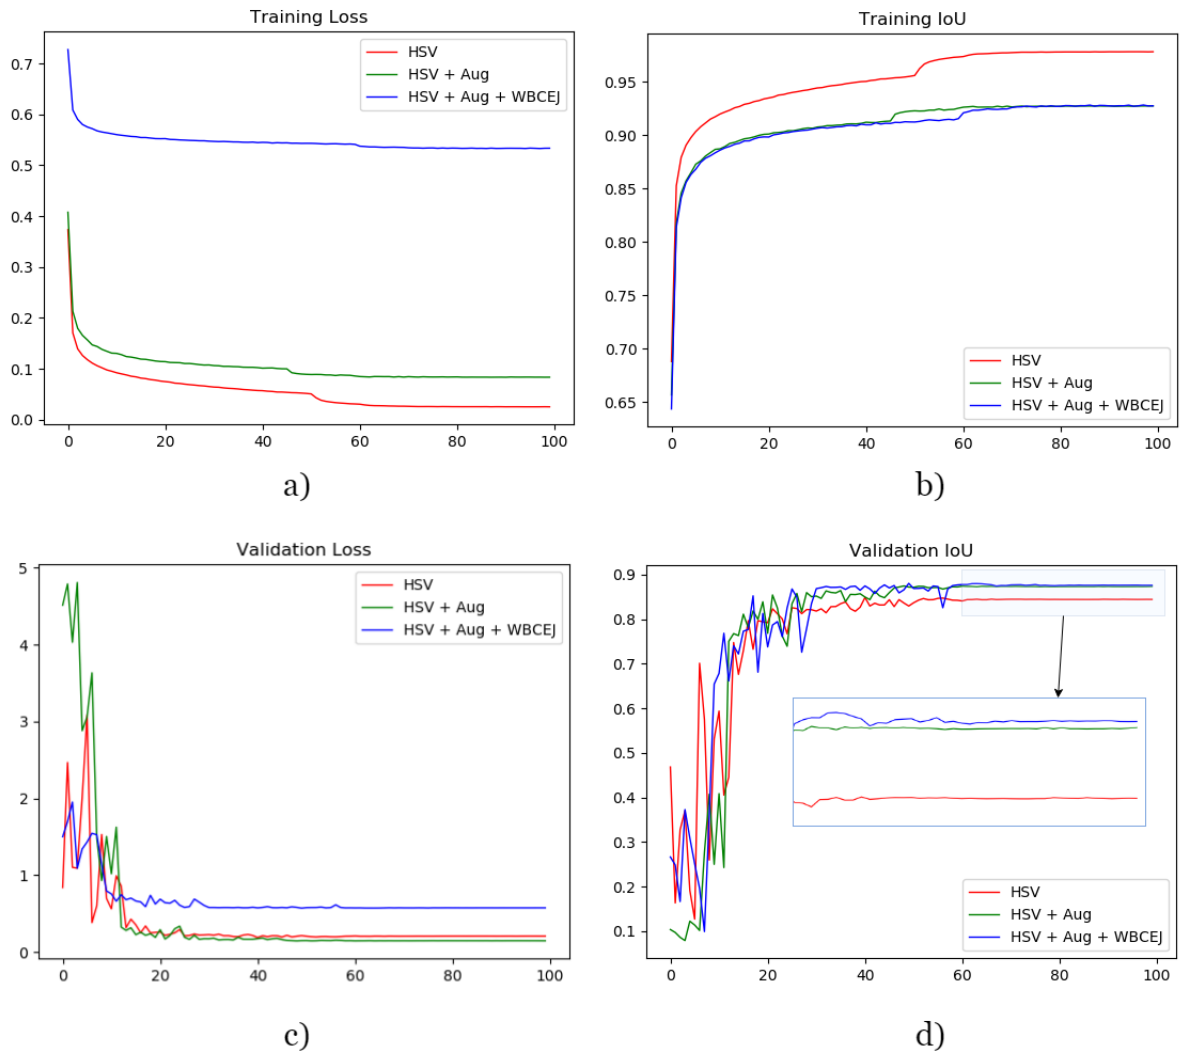 Training Loss
HSV
HSV + Aug
HSV + Aug + WBCEJ
0.7
0.6
0.5
0.4
0.3
0.2
0.1
0.0
0 20 40 60 80 100
a)
Training IoU
0.95
0.90
0.85
0.80
0.75
0.70
0.65
HSV
HSV + Aug
HSV + Aug + WBCEJ
0 20 40 60 80 100
b)
Validation Loss
HSV
HSV + Aug
HSV + Aug + WBCEJ
5
4
3
2
1
0
0 20 40 60 80 100
c)
Validation IoU
0.9
0.8
0.7
0.6
0.5
0.4
0.3
0.2
0.1
HSV
HSV + Aug
HSV + Aug + WBCEJ
0 20 40 60 80 100
d)